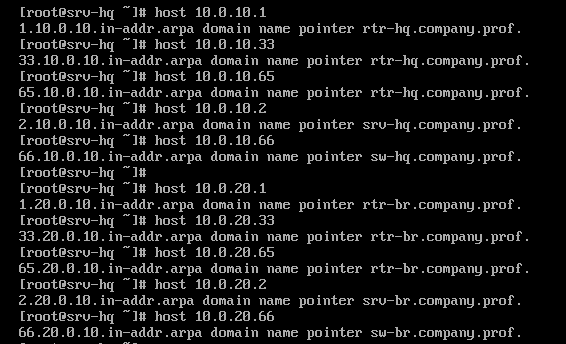 [root@srv-hq ~]# host 10.0.10.1
1.10.0.10.in-addr.arpa domain name pointer rtr-hq.company.prof.
[root@srv-hq ~]# host 10.0.10.33
33.10.0.10.in-addr.arpa domain name pointer rtr-hq.company.prof.
[root@srv-hq ~]# host 10.0.10.65
65.10.0.10.in-addr.arpa domain name pointer rtr-hq.company.prof.
[root@srv-hq ~]# host 10.0.10.2
2.10.0.10.in-addr.arpa domain name pointer srv-hq.company.prof.
[root@srv-hq ~]# host 10.0.10.66
66.10.0.10.in-addr.arpa domain name pointer sw-hq.company.prof.
[root@srv-hq ~]#
[root@srv-hq ~]# host 10.0.20.1
1.20.0.10.in-addr.arpa domain name pointer rtr-br.company.prof.
[root@srv-hq ~]# host 10.0.20.33
33.20.0.10.in-addr.arpa domain name pointer rtr-br.company.prof.
[root@srv-hq ~]# host 10.0.20.65
65.20.0.10.in-addr.arpa domain name pointer rtr-br.company.prof.
[root@srv-hq ~]# host 10.0.20.2
2.20.0.10.in-addr.arpa domain name pointer srv-br.company.prof.
[root@srv-hq ~]# host 10.0.20.66
66.20.0.10.in-addr.arpa domain name pointer sw-br.company.prof.